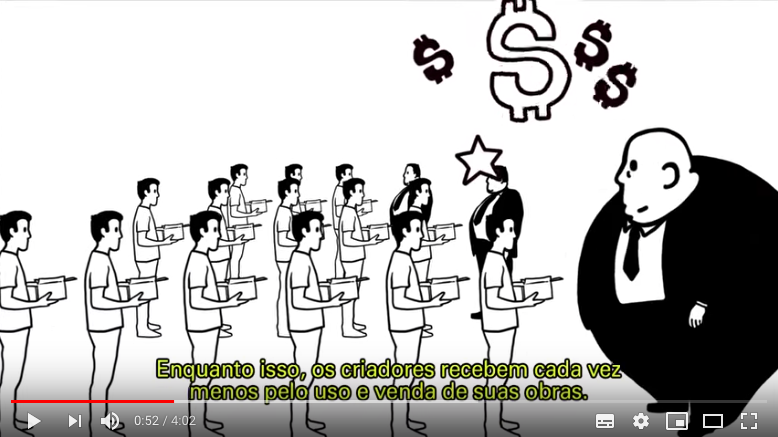 $ $ $ $
Enquanto isso, os criadores recebem cada vez
menos pelo uso e venda de suas obras.
0:52 / 4:02